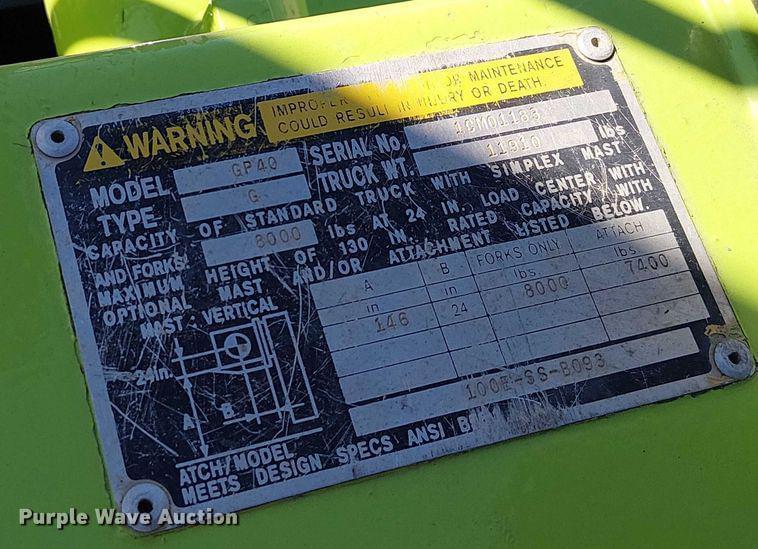 WARNING
IMPROPER OR MAINTENANCE
COULD RESULT IN INJURY OR DEATH.
MODEL GP40 SERIAL No.
TYPE G TRUCK WT. 11910 lbs
CAPACITY OF STANDARD TRUCK WITH SIMPLEX MAST
AND FORKS 8000 lbs AT 24 IN. LOAD CENTER WITH
MAXIMUM HEIGHT OF 130 IN. RATED CAPACITY WITH
OPTIONAL MAST AND/OR ATTACHMENT LISTED BELOW.
MAST VERTICAL
A B FORKS ONLY ATTACH
in in lbs lbs
146 24 8000 7400
24in.
A
B
ATCH/MODEL
MEETS DESIGN SPECS ANSI B
Purple Wave Auction